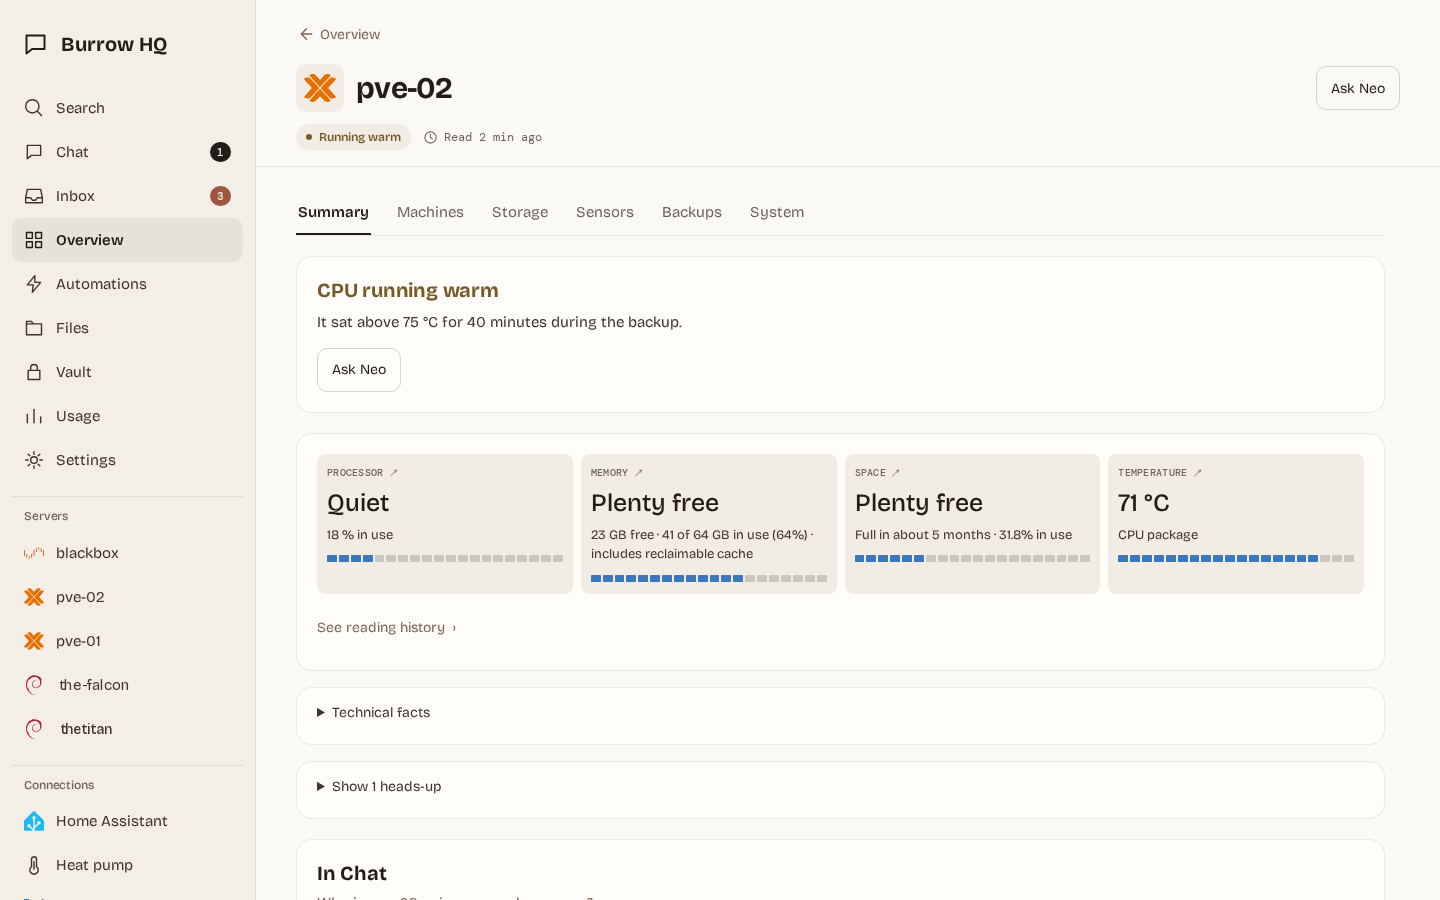 Burrow HQ
Search
Chat
1
Inbox
3
Overview
Automations
Files
Vault
Usage
Settings
Servers
blackbox
pve-02
pve-01
the-falcon
thetitan
Connections
Home Assistant
Heat pump
Overview
pve-02
Ask Neo
Running warm
Read 2 min ago
Summary
Machines
Storage
Sensors
Backups
System
CPU running warm
It sat above 75 °C for 40 minutes during the backup.
Ask Neo
PROCESSOR ↗
Quiet
18 % in use
MEMORY ↗
Plenty free
23 GB free · 41 of 64 GB in use (64%) ·
includes reclaimable cache
SPACE ↗
Plenty free
Full in about 5 months · 31.8% in use
TEMPERATURE ↗
71 °C
CPU package
See reading history ›
Technical facts
Show 1 heads-up
In Chat